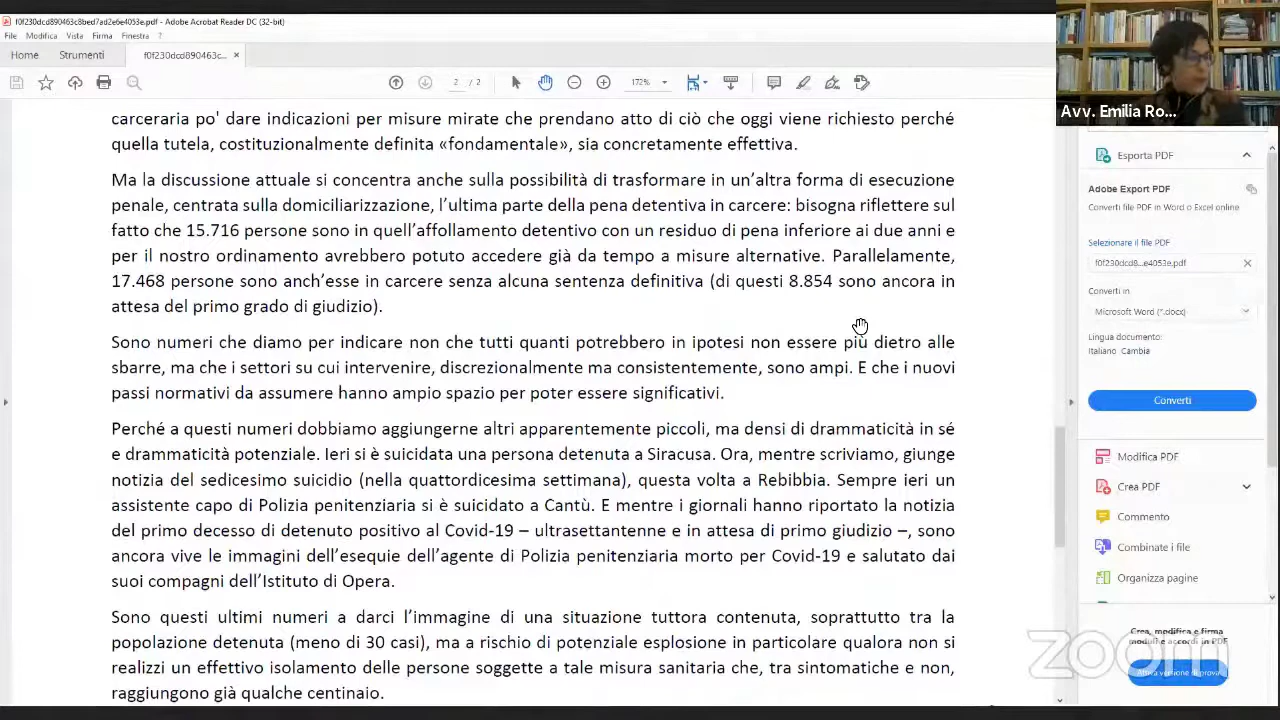 f0f230dcd890463c8bed7ad2e6e4053e.pdf - Adobe Acrobat Reader DC (32-bit)
File Modifica Vista Firma Finestra ?
Home Strumenti f0f230dcd890463c... ×
2 / 2 172%
Avv. Emilia Ro...
carceraria po' dare indicazioni per misure mirate che prendano atto di ciò che oggi viene richiesto perché
quella tutela, costituzionalmente definita «fondamentale», sia concretamente effettiva.
Ma la discussione attuale si concentra anche sulla possibilità di trasformare in un’altra forma di esecuzione
penale, centrata sulla domiciliarizzazione, l’ultima parte della pena detentiva in carcere: bisogna riflettere sul
fatto che 15.716 persone sono in quell’affollamento detentivo con un residuo di pena inferiore ai due anni e
per il nostro ordinamento avrebbero potuto accedere già da tempo a misure alternative. Parallelamente,
17.468 persone sono anch’esse in carcere senza alcuna sentenza definitiva (di questi 8.854 sono ancora in
attesa del primo grado di giudizio).
Sono numeri che diamo per indicare non che tutti quanti potrebbero in ipotesi non essere più dietro alle
sbarre, ma che i settori su cui intervenire, discrezionalmente ma consistentemente, sono ampi. E che i nuovi
passi normativi da assumere hanno ampio spazio per poter essere significativi.
Perché a questi numeri dobbiamo aggiungerne altri apparentemente piccoli, ma densi di drammaticità in sé
e drammaticità potenziale. Ieri si è suicidata una persona detenuta a Siracusa. Ora, mentre scriviamo, giunge
notizia del sedicesimo suicidio (nella quattordicesima settimana), questa volta a Rebibbia. Sempre ieri un
assistente capo di Polizia penitenziaria si è suicidato a Cantù. E mentre i giornali hanno riportato la notizia
del primo decesso di detenuto positivo al Covid-19 – ultrasettantenne e in attesa di primo giudizio –, sono
ancora vive le immagini dell’esequie dell’agente di Polizia penitenziaria morto per Covid-19 e salutato dai
suoi compagni dell’Istituto di Opera.
Sono questi ultimi numeri a darci l’immagine di una situazione tuttora contenuta, soprattutto tra la
popolazione detenuta (meno di 30 casi), ma a rischio di potenziale esplosione in particolare qualora non si
realizzi un effettivo isolamento delle persone soggette a tale misura sanitaria che, tra sintomatiche e non,
raggiungono già qualche centinaio.
Esporta PDF
Adobe Export PDF
Converti file PDF in Word o Excel online
Selezionare il file PDF
f0f230dcd8...e4053e.pdf ×
Converti in
Microsoft Word (*.docx)
Lingua documento:
Italiano Cambia
Converti
Modifica PDF
Crea PDF
Commento
Combinate i file
Organizza pagine
Crea, modifica e firma
moduli e accordi in PDF
Attiva versione di prova
zoom